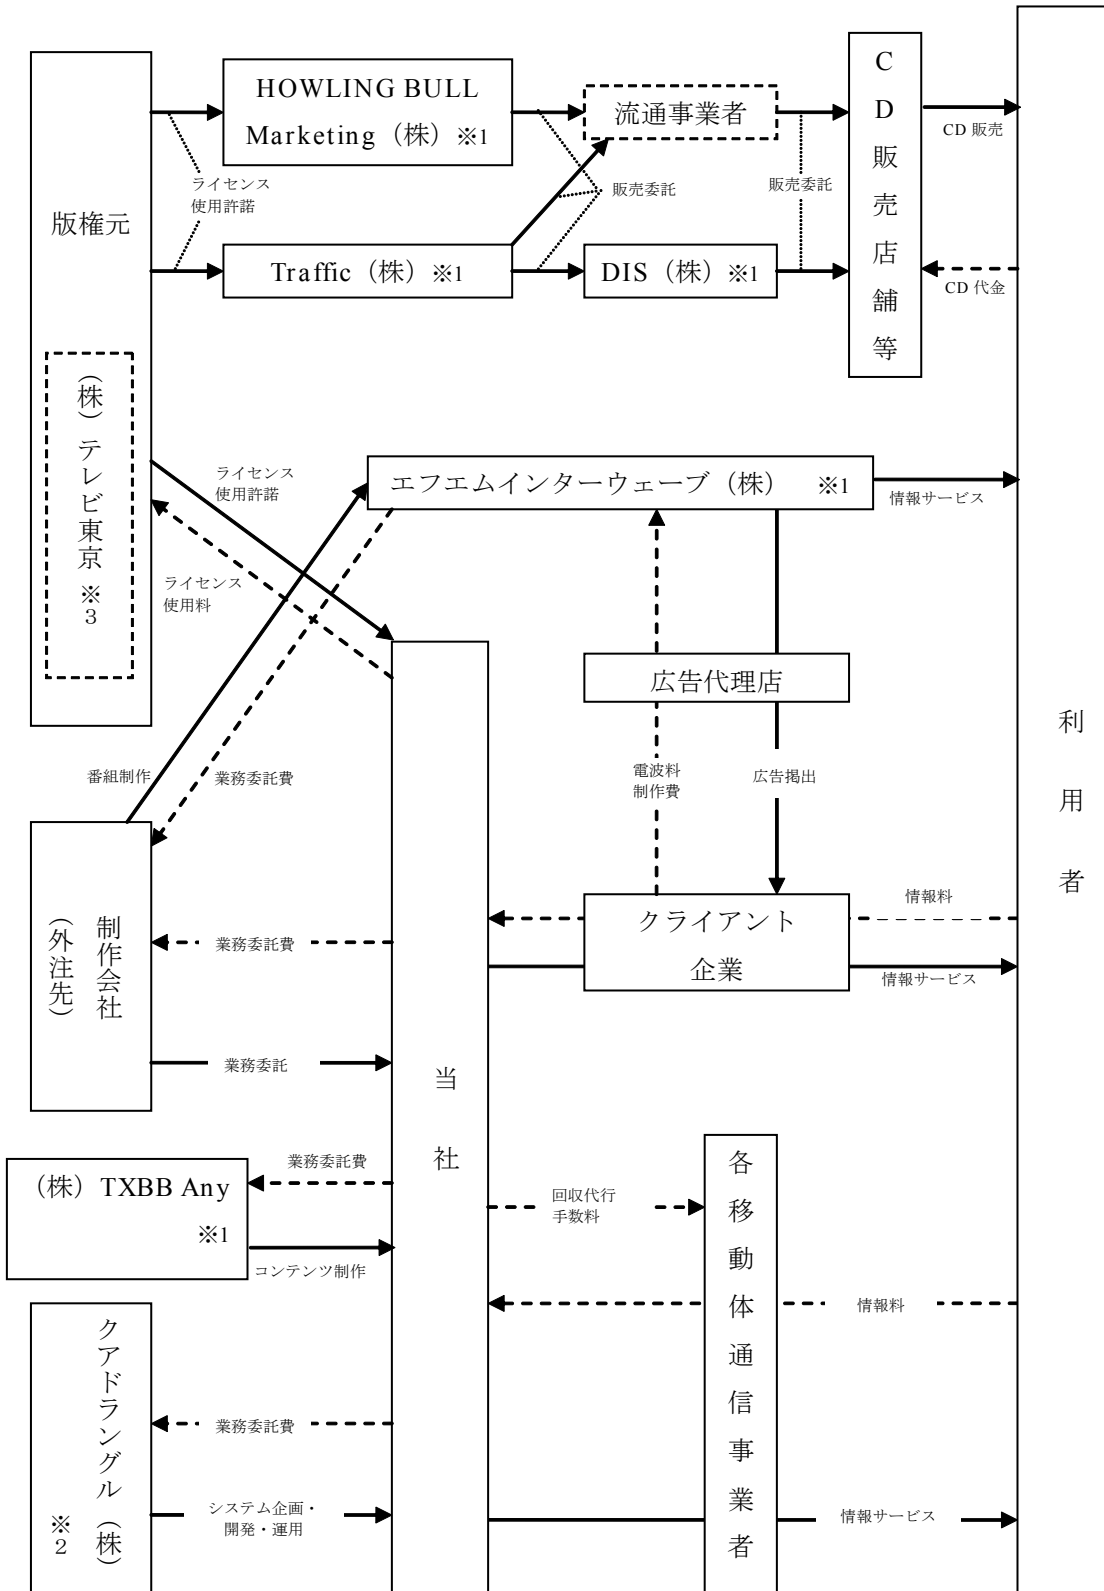 HOWLING BULL
Marketing（株）※1
流通事業者
CD販売店舗等
CD 販売
ライセンス
使用許諾
販売委託
販売委託
版権元
Traffic（株）※1
DIS（株）※1
CD 代金
（株）テレビ東京 ※3
ライセンス
使用許諾
エフエムインターウェーブ（株） ※1
情報サービス
ライセンス
使用料
広告代理店
利用者
番組制作
業務委託費
電波料
制作費
広告掲出
制作会社
（外注先）
業務委託費
クライアント
企業
情報料
情報サービス
業務委託
当社
（株）TXBB Any
※1
業務委託費
コンテンツ制作
回収代行
手数料
各移動体通信事業者
情報料
クアドラングル（株）
※2
業務委託費
システム企画・
開発・運用
情報サービス